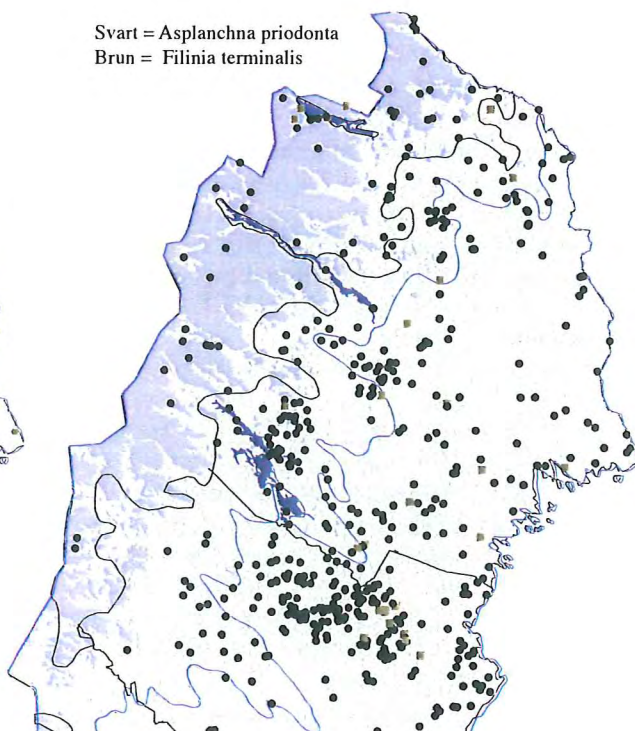 Svart = Asplanchna priodonta
Brun = Filinia terminalis